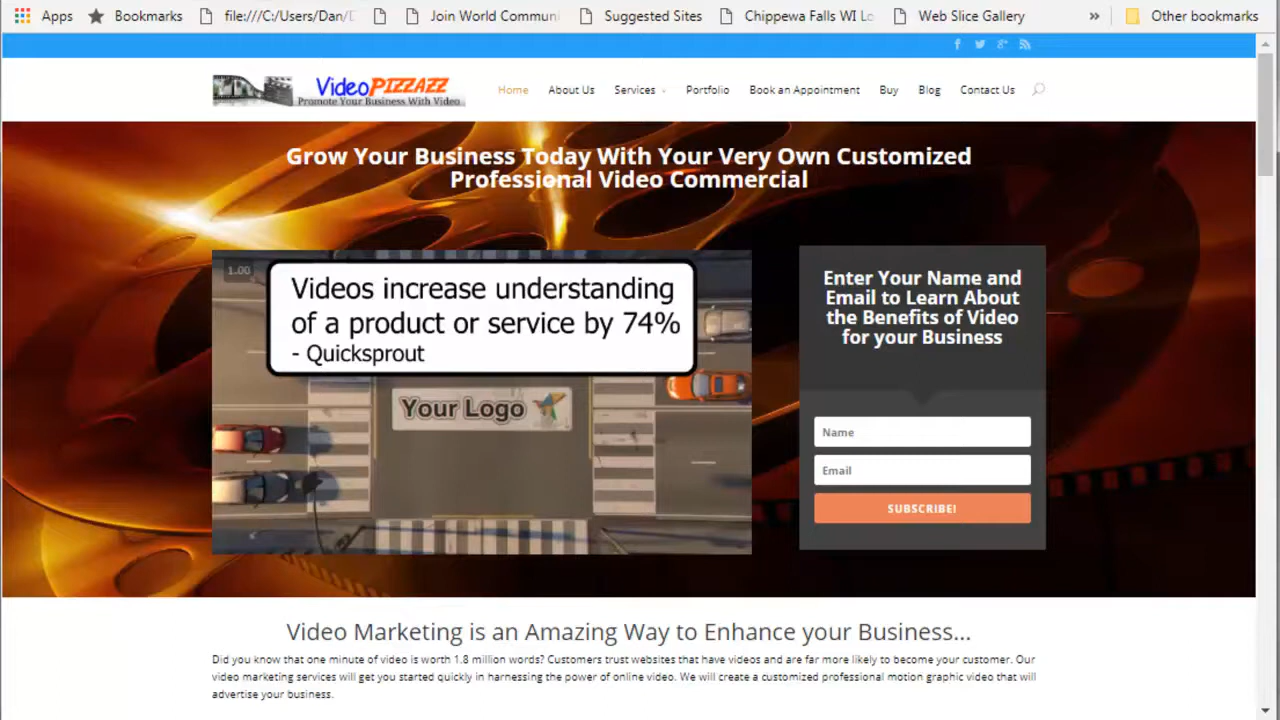 Apps Bookmarks file:///C:/Users/Dan/D Join World Commun Suggested Sites Chippewa Falls WI Lo Web Slice Gallery » Other bookmarks
VideoPIZZAZZ
Promote Your Business With Video
Home About Us Services Portfolio Book an Appointment Buy Blog Contact Us
Grow Your Business Today With Your Very Own Customized
Professional Video Commercial
1.00
Videos increase understanding
of a product or service by 74%
- Quicksprout
Your Logo
Enter Your Name and
Email to Learn About
the Benefits of Video
for your Business
Name
Email
SUBSCRIBE!
Video Marketing is an Amazing Way to Enhance your Business...
Did you know that one minute of video is worth 1.8 million words? Customers trust websites that have videos and are far more likely to become your customer. Our
video marketing services will get you started quickly in harnessing the power of online video. We will create a customized professional motion graphic video that will
advertise your business.